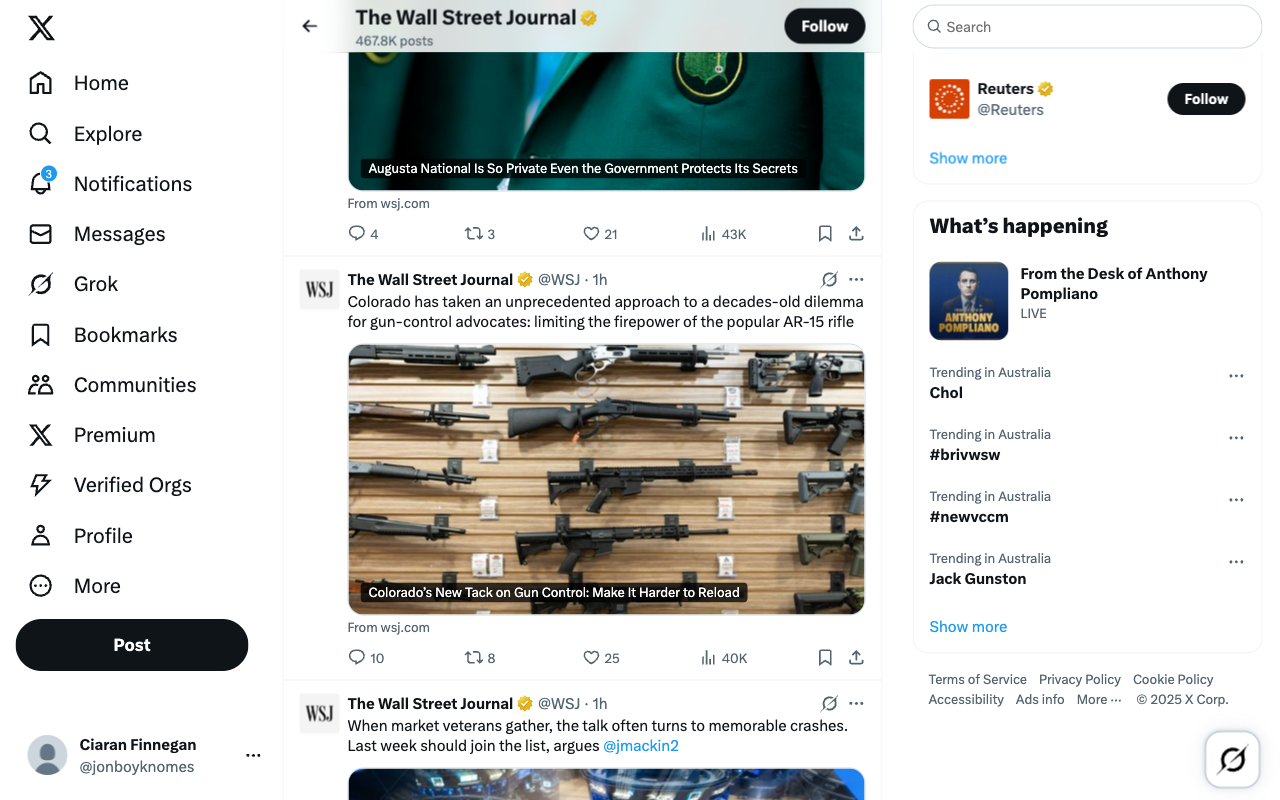 Home
Explore
3
Notifications
Messages
Grok
Bookmarks
Communities
Premium
Verified Orgs
Profile
More
Post
Ciaran Finnegan
@jonboyknomes
The Wall Street Journal
467.8K posts
Follow
Augusta National Is So Private Even the Government Protects Its Secrets
From wsj.com
4
3
21
43K
WSJ
The Wall Street Journal @WSJ · 1h
Colorado has taken an unprecedented approach to a decades-old dilemma
for gun-control advocates: limiting the firepower of the popular AR-15 rifle
Colorado's New Tack on Gun Control: Make It Harder to Reload
From wsj.com
10
8
25
40K
WSJ
The Wall Street Journal @WSJ · 1h
When market veterans gather, the talk often turns to memorable crashes.
Last week should join the list, argues @jmackin2
Search
Reuters
@Reuters
Follow
Show more
What's happening
ANTHONY
POMPLIANO
From the Desk of Anthony
Pompliano
LIVE
Trending in Australia
Chol
Trending in Australia
#brivwsw
Trending in Australia
#newvccm
Trending in Australia
Jack Gunston
Show more
Terms of Service Privacy Policy Cookie Policy
Accessibility Ads info More ··· © 2025 X Corp.